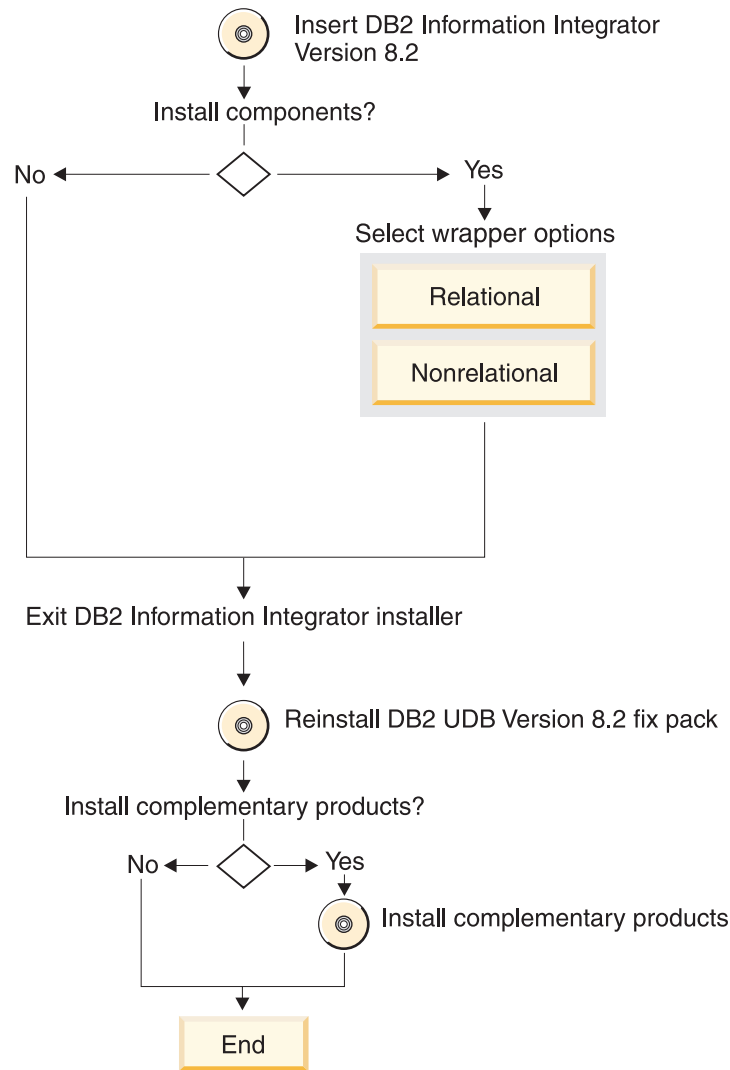 Insert DB2 Information Integrator
Version 8.2
Install components?
No
Yes
Select wrapper options
Relational
Nonrelational
Exit DB2 Information Integrator installer
Reinstall DB2 UDB Version 8.2 fix pack
Install complementary products?
No
Yes
Install complementary products
End